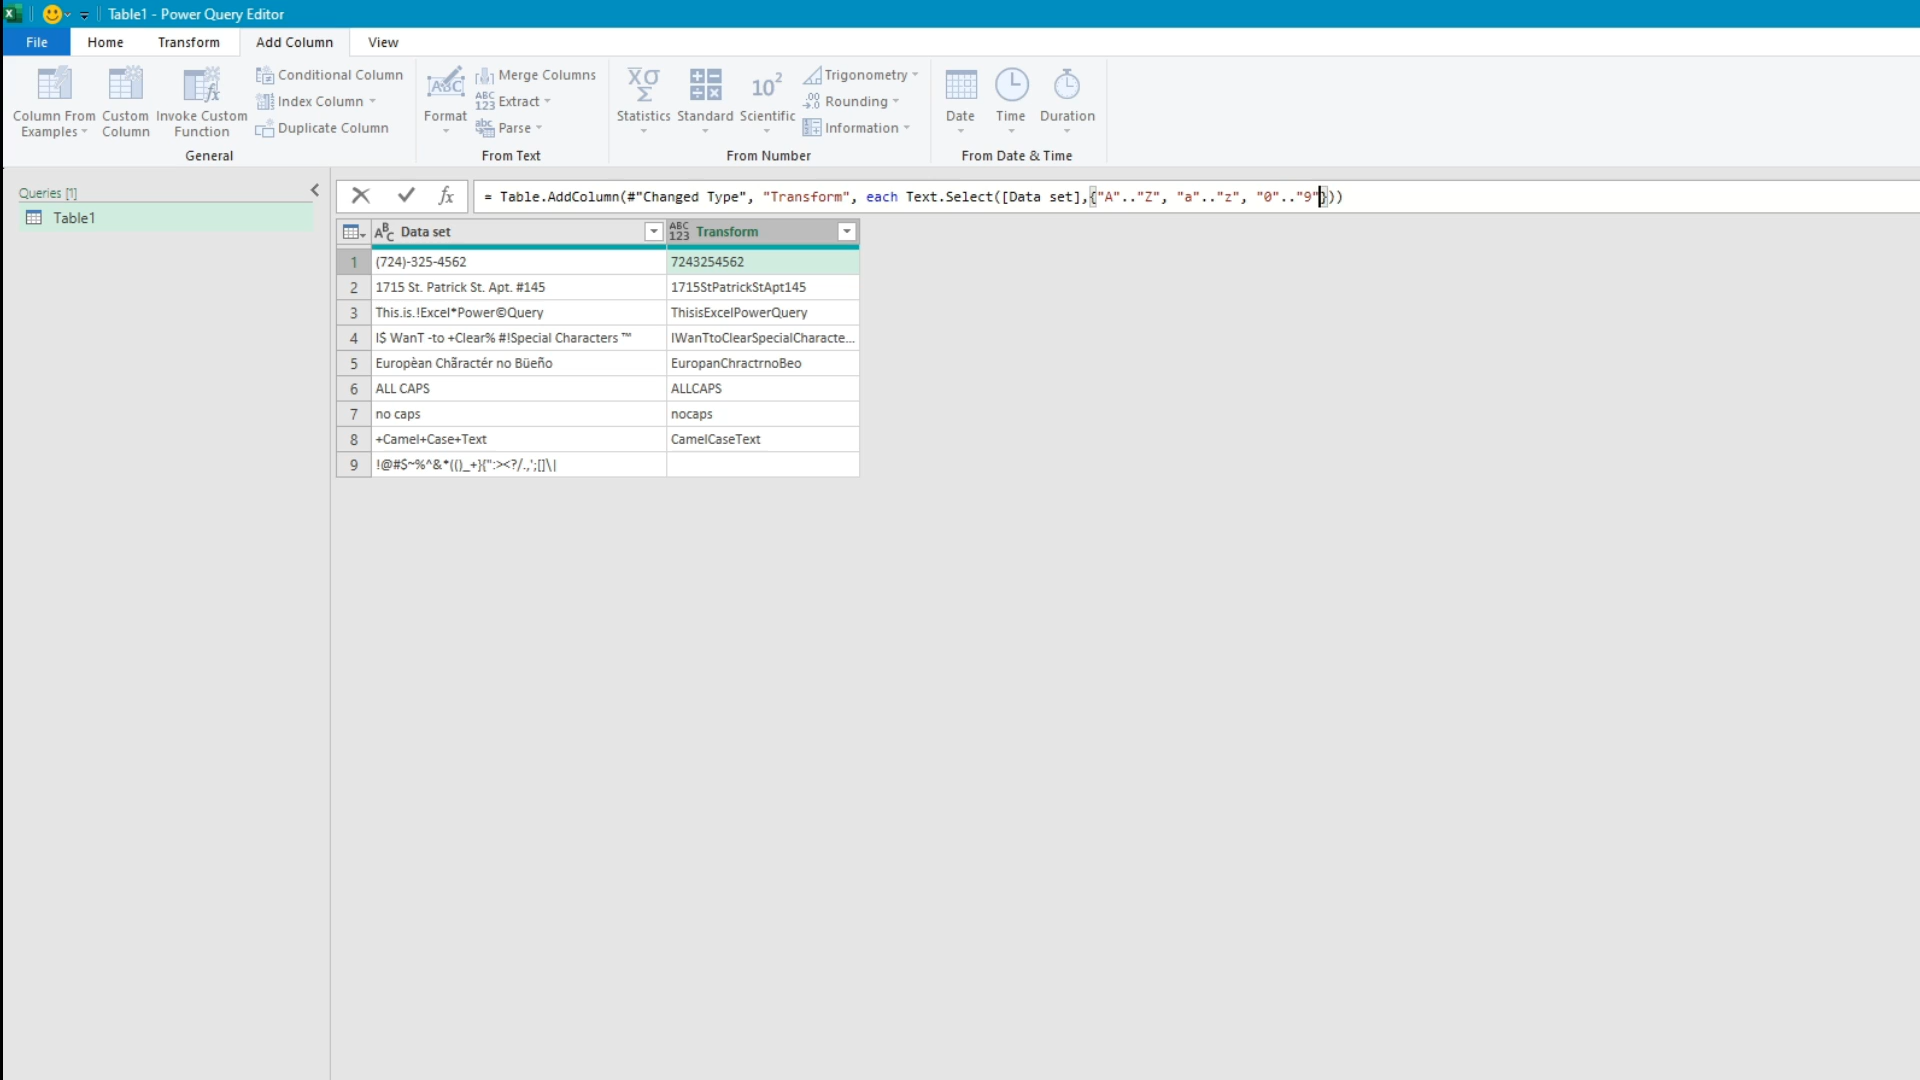 Table1 - Power Query Editor
File Home Transform Add Column View
Column From Examples
Custom Column
Invoke Custom Function
Conditional Column
Index Column
Duplicate Column
General
Format
Merge Columns
Extract
Parse
From Text
Statistics
Standard
Scientific
Trigonometry
Rounding
Information
From Number
Date
Time
Duration
From Date & Time
Queries [1]
Table1
= Table.AddColumn(#"Changed Type", "Transform", each Text.Select([Data set],{"A".."Z", "a".."z", "0".."9"}))
Data set Transform
1 (724)-325-4562 7243254562
2 1715 St. Patrick St. Apt. #145 1715StPatrickStApt145
3 This.is.!Excel*Power©Query ThisisExcelPowerQuery
4 I$ WanT -to +Clear% #!Special Characters ™ IWanTtoClearSpecialCharacte...
5 Europèan Chãractér no Büeño EuropanChractrnoBeo
6 ALL CAPS ALLCAPS
7 no caps nocaps
8 +Camel+Case+Text CamelCaseText
9 !@#$~%^&*(()_+}{":><?/.,';[]\|